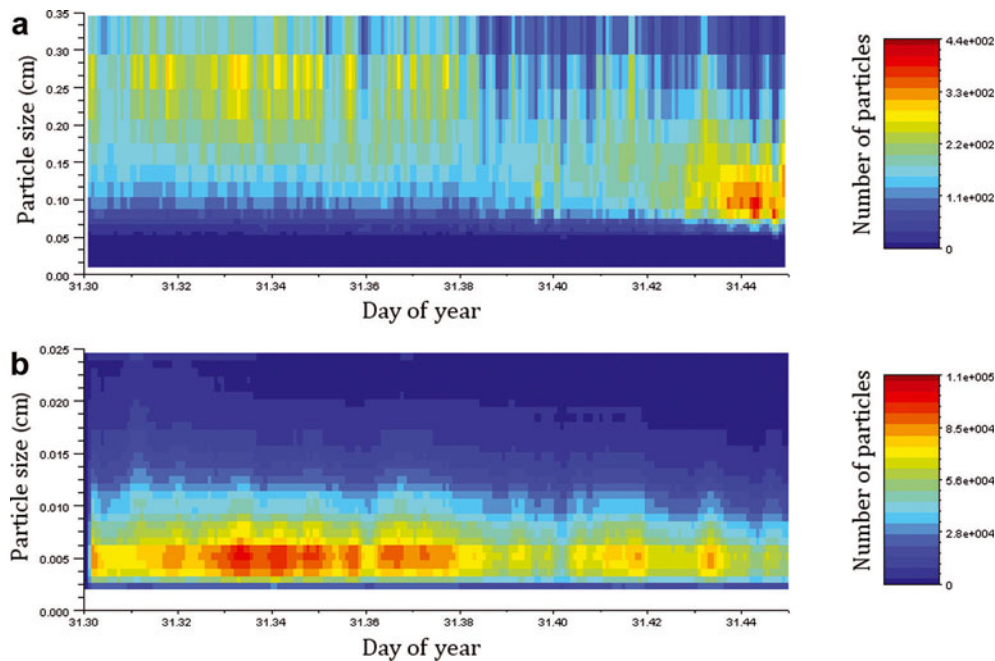 a
Particle size (cm)
0.35
0.30
0.25
0.20
0.15
0.10
0.05
0.00
31.30
31.32
31.34
31.36
31.38
31.40
31.42
31.44
Day of year
Number of particles
4.4e+002
3.3e+002
2.2e+002
1.1e+002
0
b
Particle size (cm)
0.025
0.020
0.015
0.010
0.005
0.000
31.30
31.32
31.34
31.36
31.38
31.40
31.42
31.44
Day of year
Number of particles
1.1e+005
8.5e+004
5.6e+004
2.8e+004
0